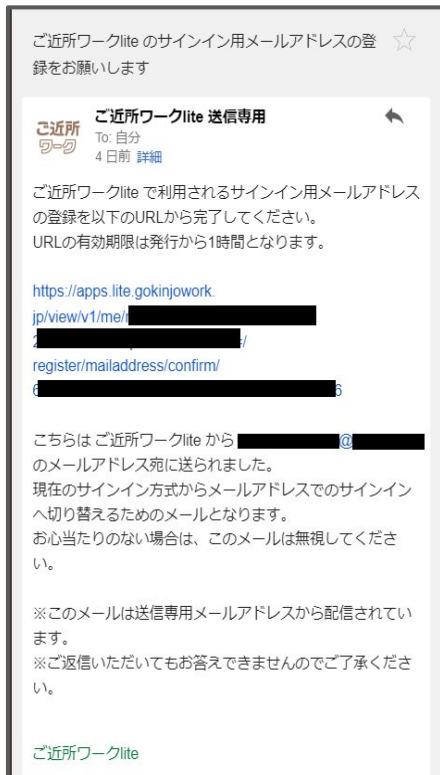 ご近所ワークlite のサインイン用メールアドレスの登
録をお願いします
ご近所
ワーク
ご近所ワークlite 送信専用
To: 自分
4 日前 詳細
ご近所ワークlite で利用されるサインイン用メールアドレス
の登録を以下のURLから完了してください。
URLの有効期限は発行から1時間となります。
https://apps.lite.gokinjowork.
jp/view/v1/me/
2 /
register/mailaddress/confirm/
6 6
こちらは ご近所ワークlite から @
のメールアドレス宛に送られました。
現在のサインイン方式からメールアドレスでのサインイン
へ切り替えるためのメールとなります。
お心当たりのない場合は、このメールは無視してくださ
い。
※このメールは送信専用メールアドレスから配信されてい
ます。
※ご返信いただいてもお答えできませんのでご了承くださ
い。
ご近所ワークlite